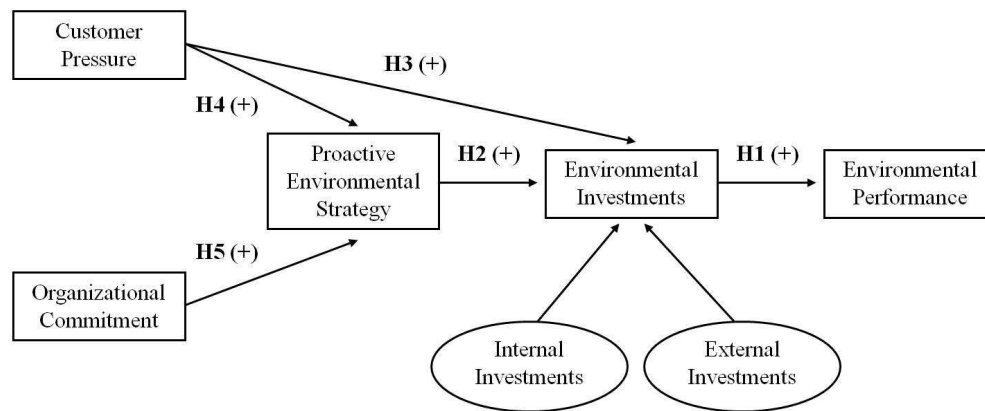 Customer
Pressure
H3 (+)
H4 (+)
Proactive
Environmental
Strategy
H2 (+)
Environmental
Investments
H1 (+)
Environmental
Performance
H5 (+)
Organizational
Commitment
Internal
Investments
External
Investments